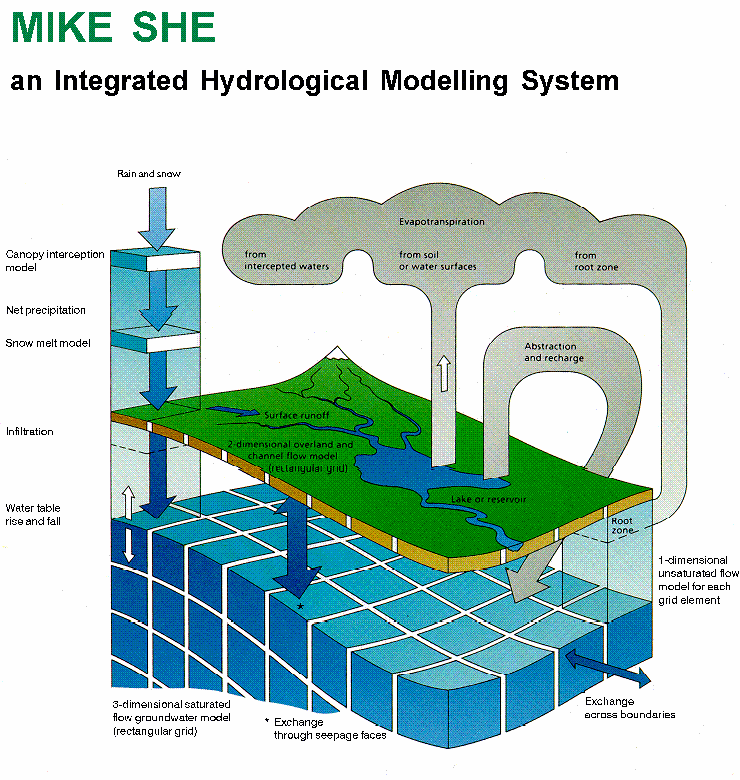 MIKE SHE
an Integrated Hydrological Modelling System
Rain and snow
Canopy interception
model
Net precipitation
Snow melt model
Infiltration
Water table
rise and fall
Evapotranspiration
from
intercepted waters
from soil
or water surfaces
from
root zone
Abstraction
and recharge
Surface runoff
2-dimensional overland and
channel flow model
(rectangular grid)
Lake or reservoir
Root
zone
1-dimensional
unsaturated flow
model for each
grid element
3-dimensional saturated
flow groundwater model
(rectangular grid)
*
* Exchange
through seepage faces
Exchange
across boundaries